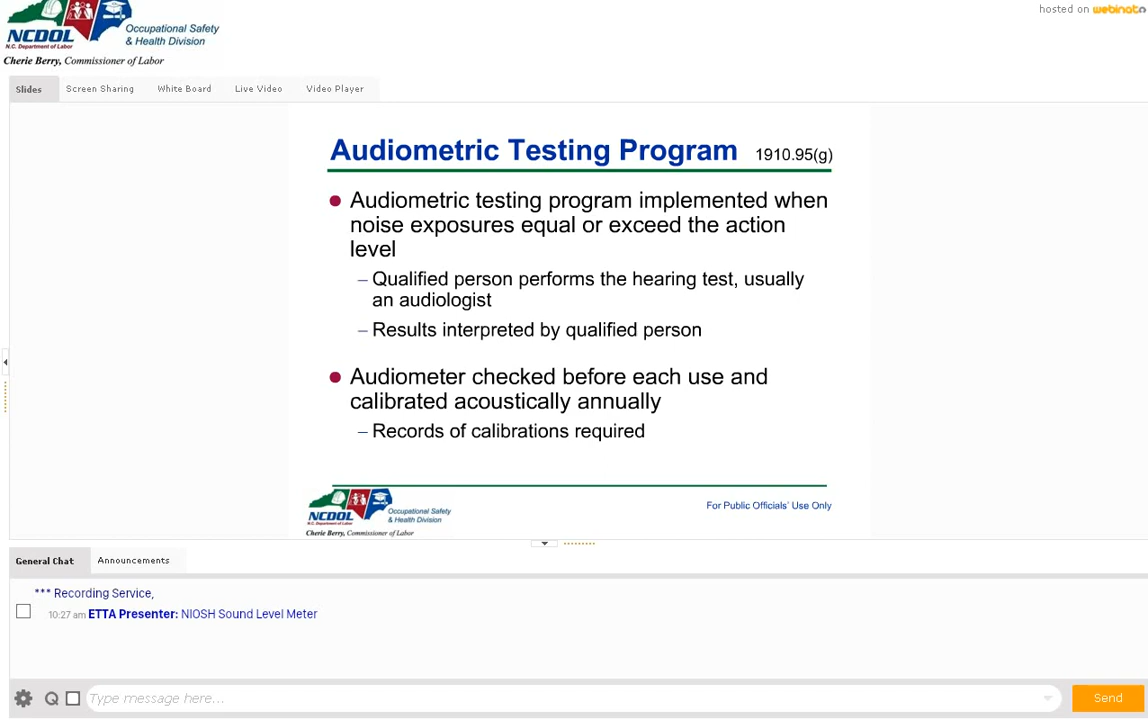 hosted on webinato
NCDOL
N.C. Department of Labor
Occupational Safety
& Health Division
Cherie Berry, Commissioner of Labor
Slides Screen Sharing White Board Live Video Video Player
Audiometric Testing Program 1910.95(g)
Audiometric testing program implemented when
noise exposures equal or exceed the action
level
– Qualified person performs the hearing test, usually
an audiologist
– Results interpreted by qualified person
Audiometer checked before each use and
calibrated acoustically annually
– Records of calibrations required
NCDOL
N.C. Department of Labor
Occupational Safety
& Health Division
Cherie Berry, Commissioner of Labor
For Public Officials' Use Only
General Chat Announcements
*** Recording Service,
10:27 am ETTA Presenter: NIOSH Sound Level Meter
Q Type message here... Send